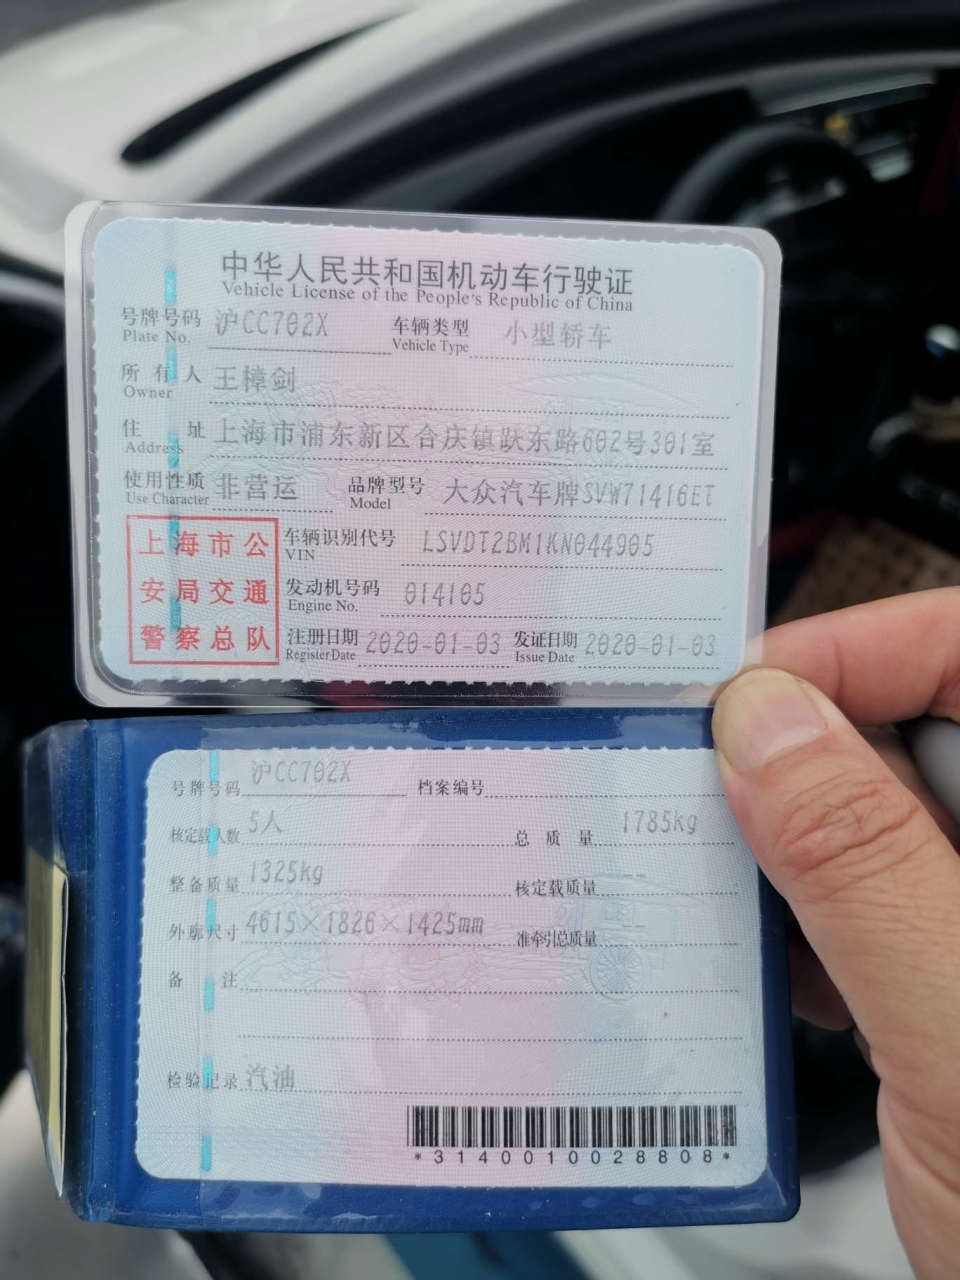 中华人民共和国机动车行驶证
Vehicle License of the People's Republic of China
号牌号码 沪CC702X 车辆类型 小型轿车
Plate No. Vehicle Type
所有人 王樟剑
Owner
住址 上海市浦东新区合庆镇跃东路602号301室
Address
使用性质 非营运 品牌型号 大众汽车牌SVW71416ET
Use Character Model
上海市公
安局交通
警察总队
车辆识别代号 LSVDT2BM1KN044905
VIN
发动机号码 014105
Engine No.
注册日期 2020-01-03 发证日期 2020-01-03
Register Date Issue Date
号牌号码 沪CC702X 档案编号
核定载人数 5人 总质量 1785kg
整备质量 1325kg 核定载质量 --
外廓尺寸 4615×1826×1425mm 准牵引总质量
备注
检验记录 汽油
*3140010028808*